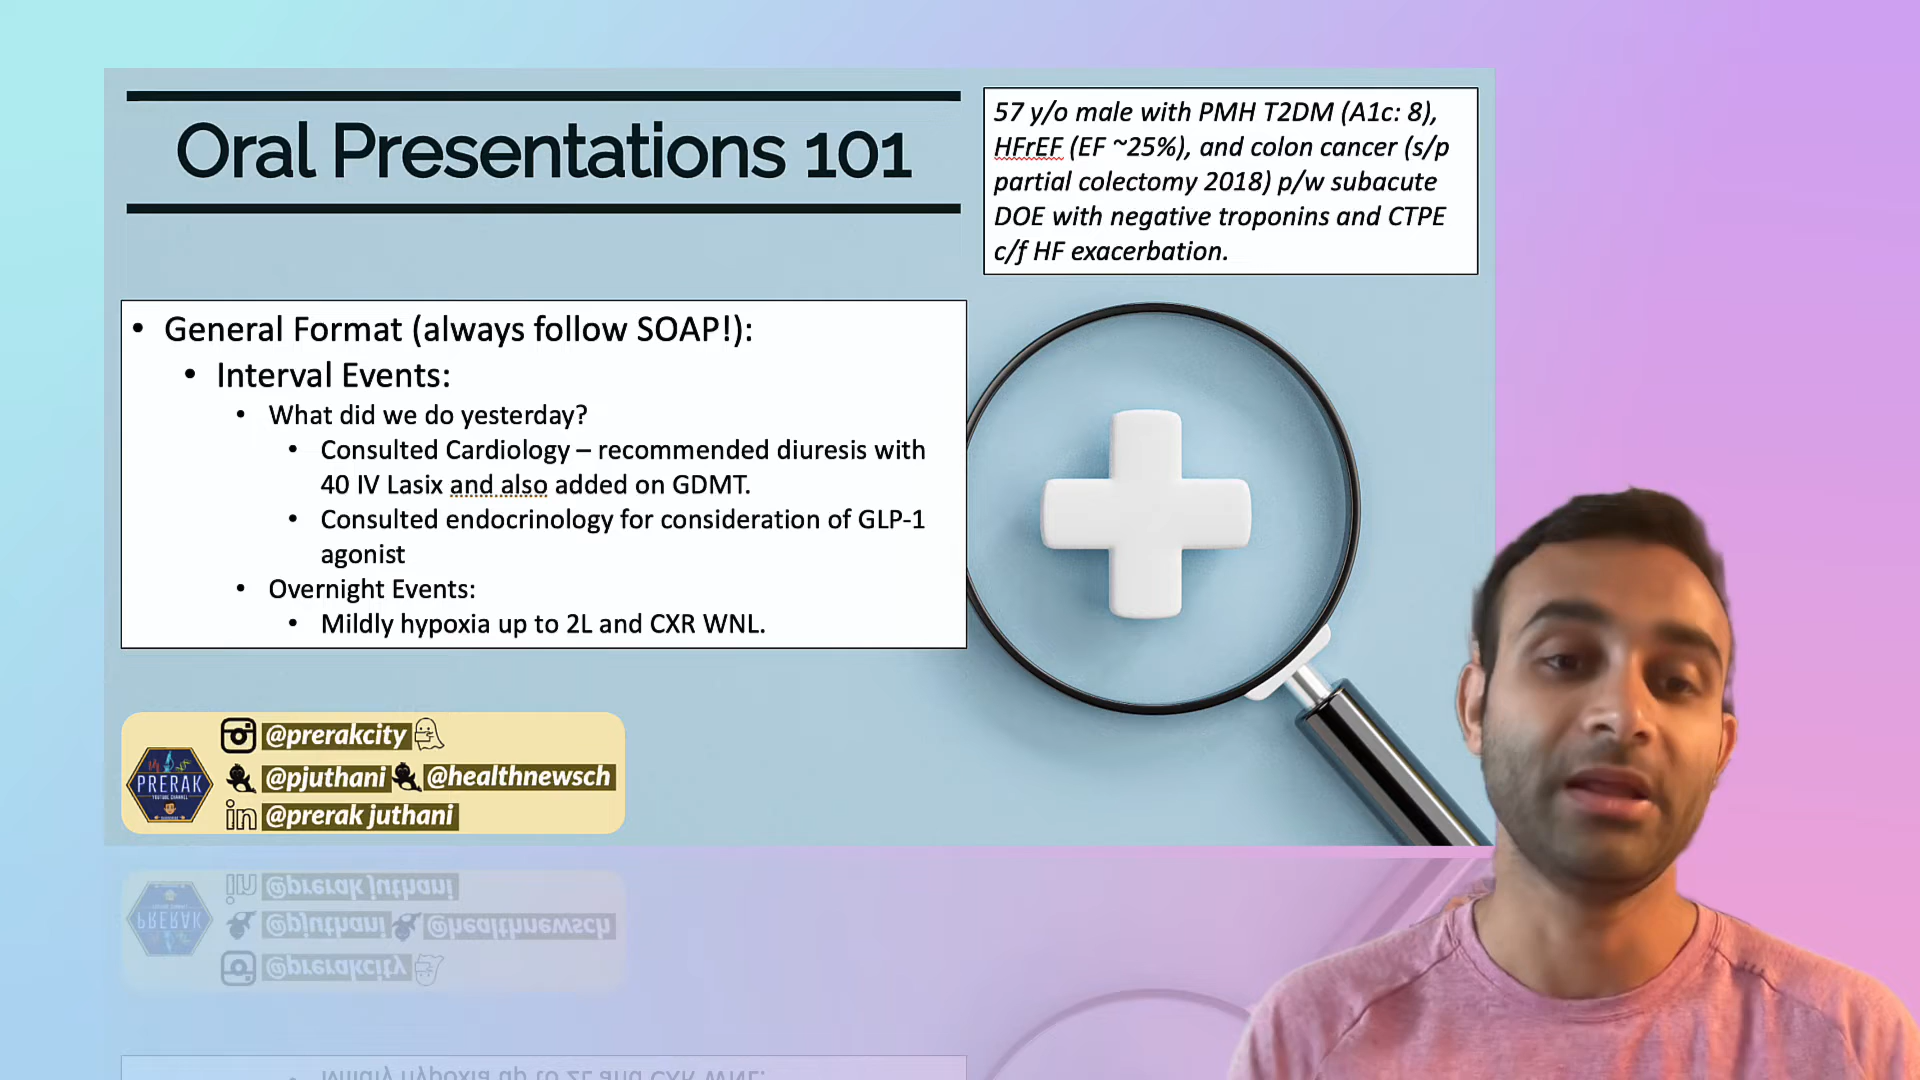 Oral Presentations 101
57 y/o male with PMH T2DM (A1c: 8),
HFrEF (EF ~25%), and colon cancer (s/p
partial colectomy 2018) p/w subacute
DOE with negative troponins and CTPE
c/f HF exacerbation.
• General Format (always follow SOAP!):
• Interval Events:
• What did we do yesterday?
• Consulted Cardiology – recommended diuresis with
40 IV Lasix and also added on GDMT.
• Consulted endocrinology for consideration of GLP-1
agonist
• Overnight Events:
• Mildly hypoxia up to 2L and CXR WNL.
@prerakcity
@pjuthani @healthnewsch
@prerak juthani
PRERAK
in